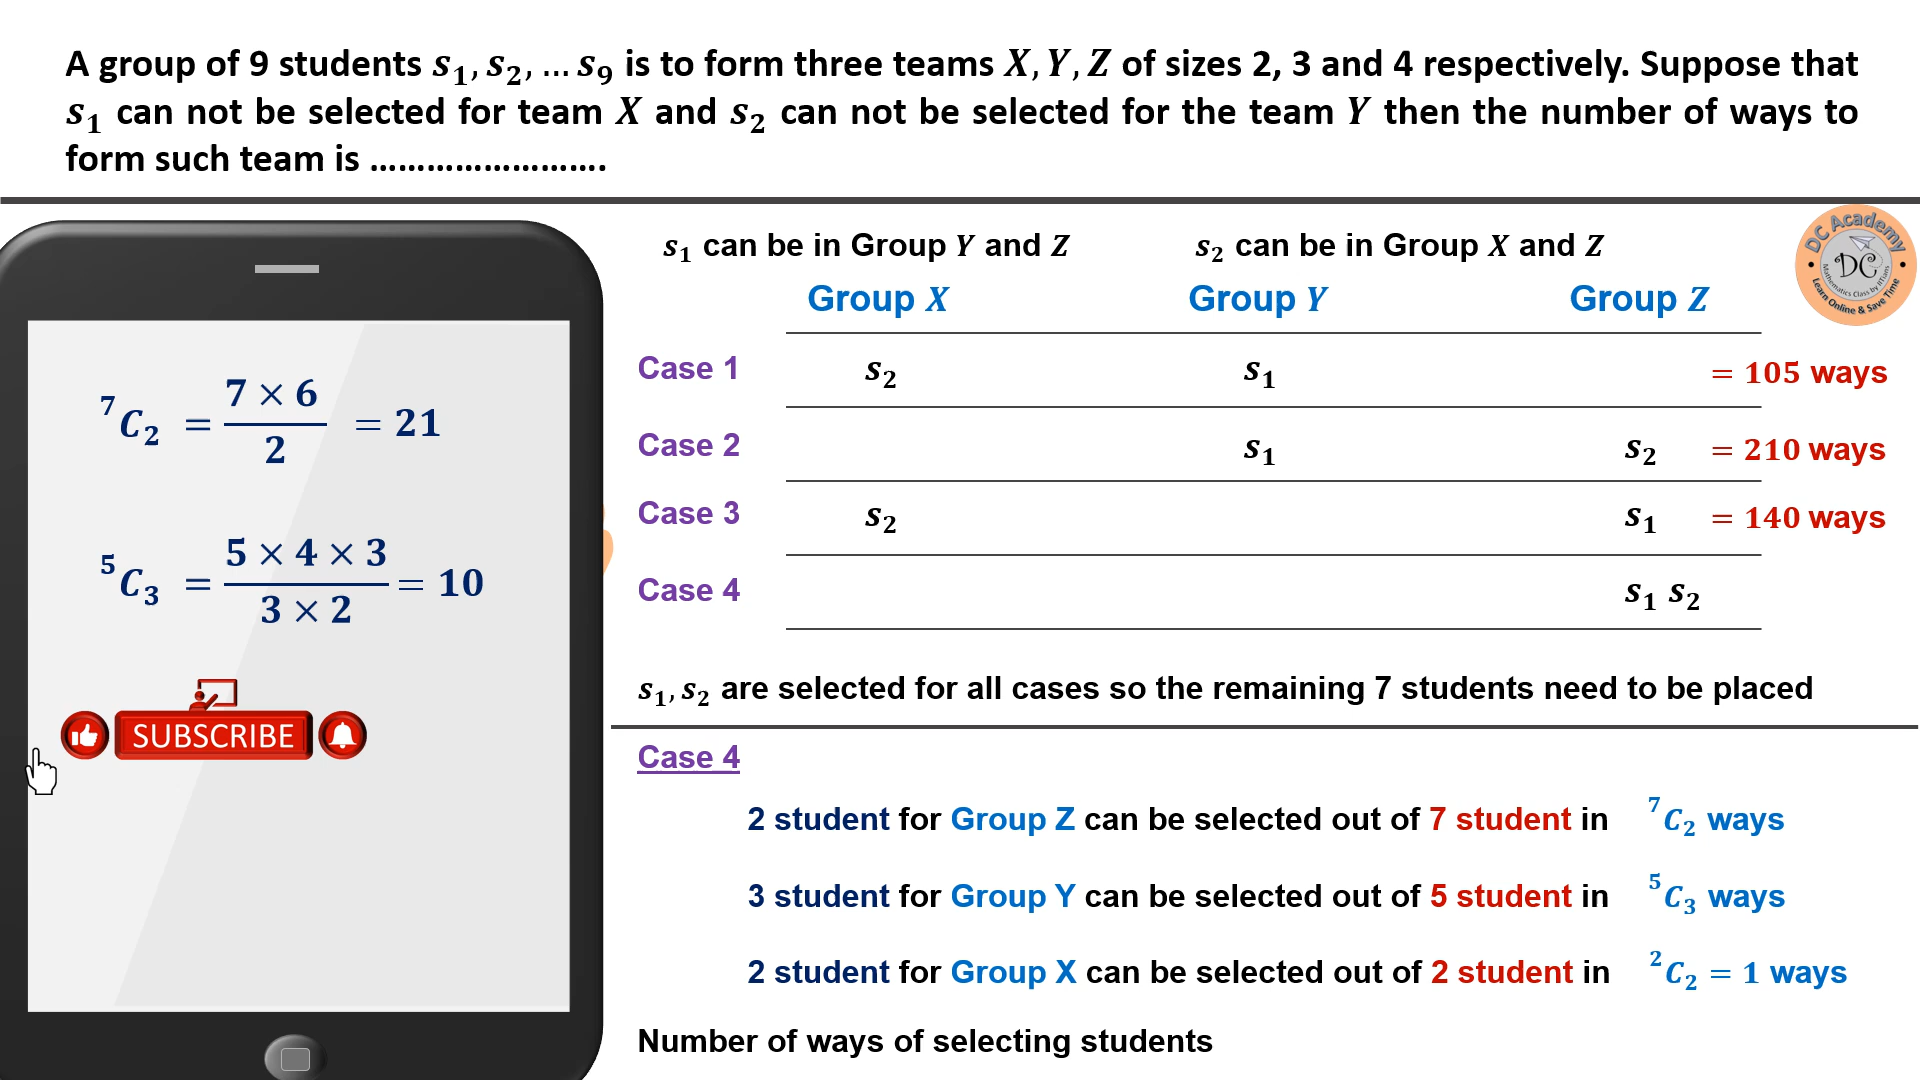 A group of 9 students s₁, s₂, … s₉ is to form three teams X, Y, Z of sizes 2, 3 and 4 respectively. Suppose that
s₁ can not be selected for team X and s₂ can not be selected for the team Y then the number of ways to
form such team is ..........................
s₁ can be in Group Y and Z
s₂ can be in Group X and Z
DC Academy
DC
Mathematics Class by IITians
Learn Online & Save Time
Group X
Group Y
Group Z
Case 1 s₂ s₁ = 105 ways
Case 2 s₁ s₂ = 210 ways
Case 3 s₂ s₁ = 140 ways
Case 4 s₁ s₂
s₁, s₂ are selected for all cases so the remaining 7 students need to be placed
⁷C₂ = (7 × 6)/2 = 21
⁵C₃ = (5 × 4 × 3)/(3 × 2) = 10
SUBSCRIBE
Case 4
2 student for Group Z can be selected out of 7 student in ⁷C₂ ways
3 student for Group Y can be selected out of 5 student in ⁵C₃ ways
2 student for Group X can be selected out of 2 student in ²C₂ = 1 ways
Number of ways of selecting students